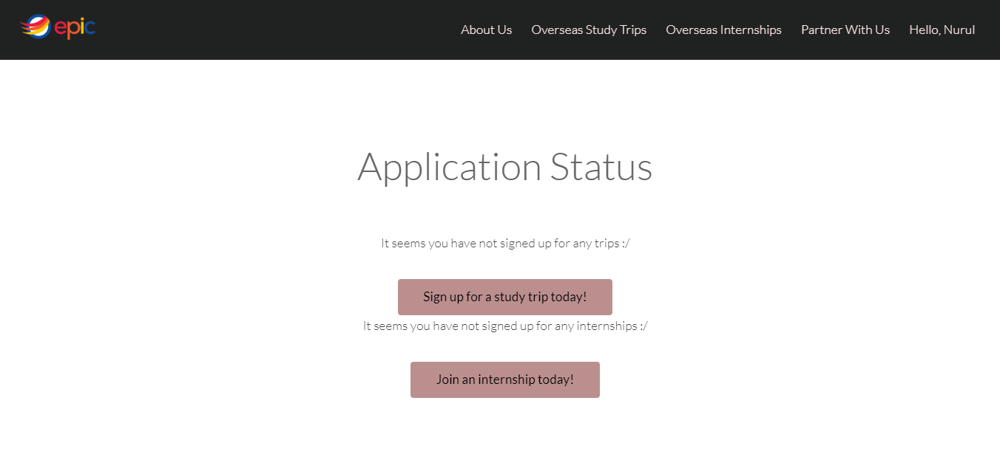 epic
About Us Overseas Study Trips Overseas Internships Partner With Us Hello, Nurul
Application Status
It seems you have not signed up for any trips :/
Sign up for a study trip today!
It seems you have not signed up for any internships :/
Join an internship today!